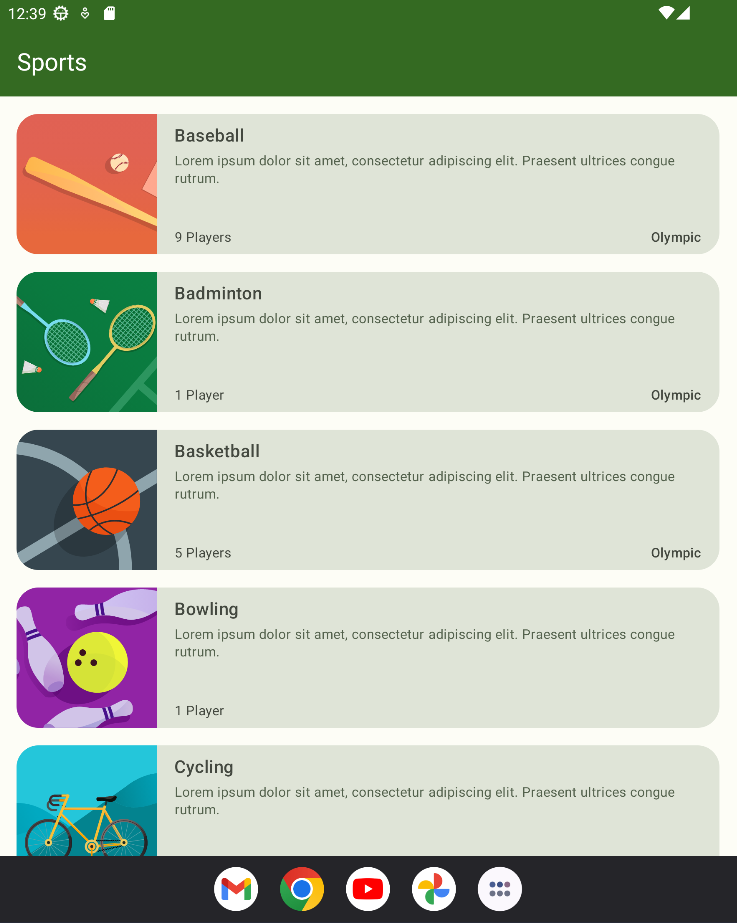 12:39
Sports
Baseball
Lorem ipsum dolor sit amet, consectetur adipiscing elit. Praesent ultrices congue
rutrum.
9 Players Olympic
Badminton
Lorem ipsum dolor sit amet, consectetur adipiscing elit. Praesent ultrices congue
rutrum.
1 Player Olympic
Basketball
Lorem ipsum dolor sit amet, consectetur adipiscing elit. Praesent ultrices congue
rutrum.
5 Players Olympic
Bowling
Lorem ipsum dolor sit amet, consectetur adipiscing elit. Praesent ultrices congue
rutrum.
1 Player
Cycling
Lorem ipsum dolor sit amet, consectetur adipiscing elit. Praesent ultrices congue
rutrum.